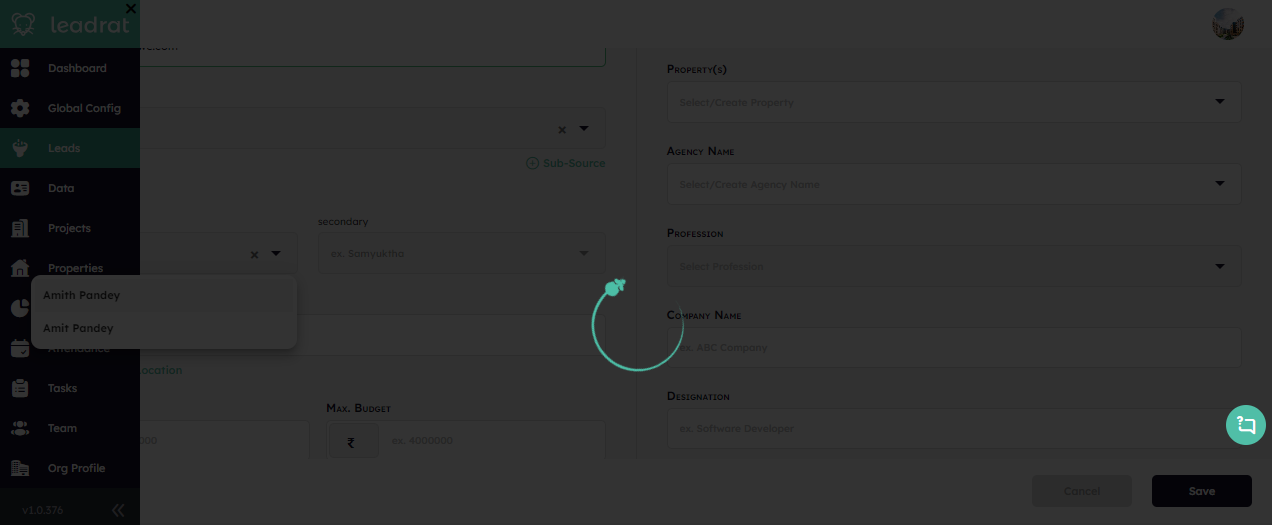 leadrat
Dashboard
Global Config
Leads
Data
Projects
Properties
Amith Pandey
Amit Pandey
Attendance
Tasks
Team
Org Profile
v1.0.376
Sub-Source
secondary
ex. Samyuktha
ocation
Max. Budget
₹
ex. 4000000
Property(s)
Select/Create Property
Agency Name
Select/Create Agency Name
Profession
Select Profession
Company Name
ex. ABC Company
Designation
ex. Software Developer
Cancel
Save